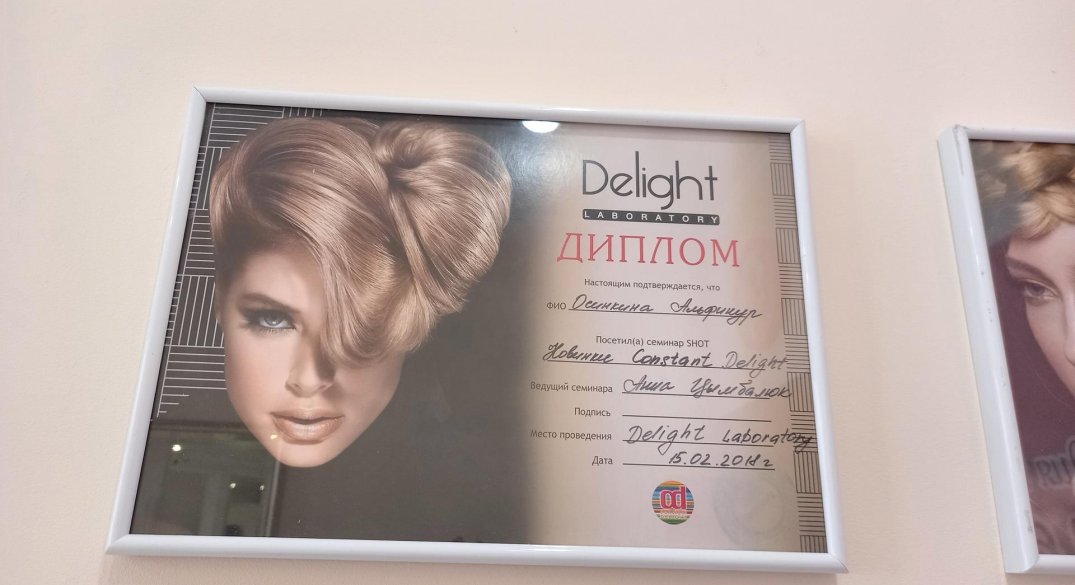 Delight
LABORATORY
ДИПЛОМ
Настоящим подтверждается, что
ФИО Осинкина Альфинур
Посетил(а) семинар SHOT
Новинки Constant Delight
Ведущий семинара Анна Цымбалюк
Подпись
Место проведения Delight Laboratory
Дата 15.02.2018 г